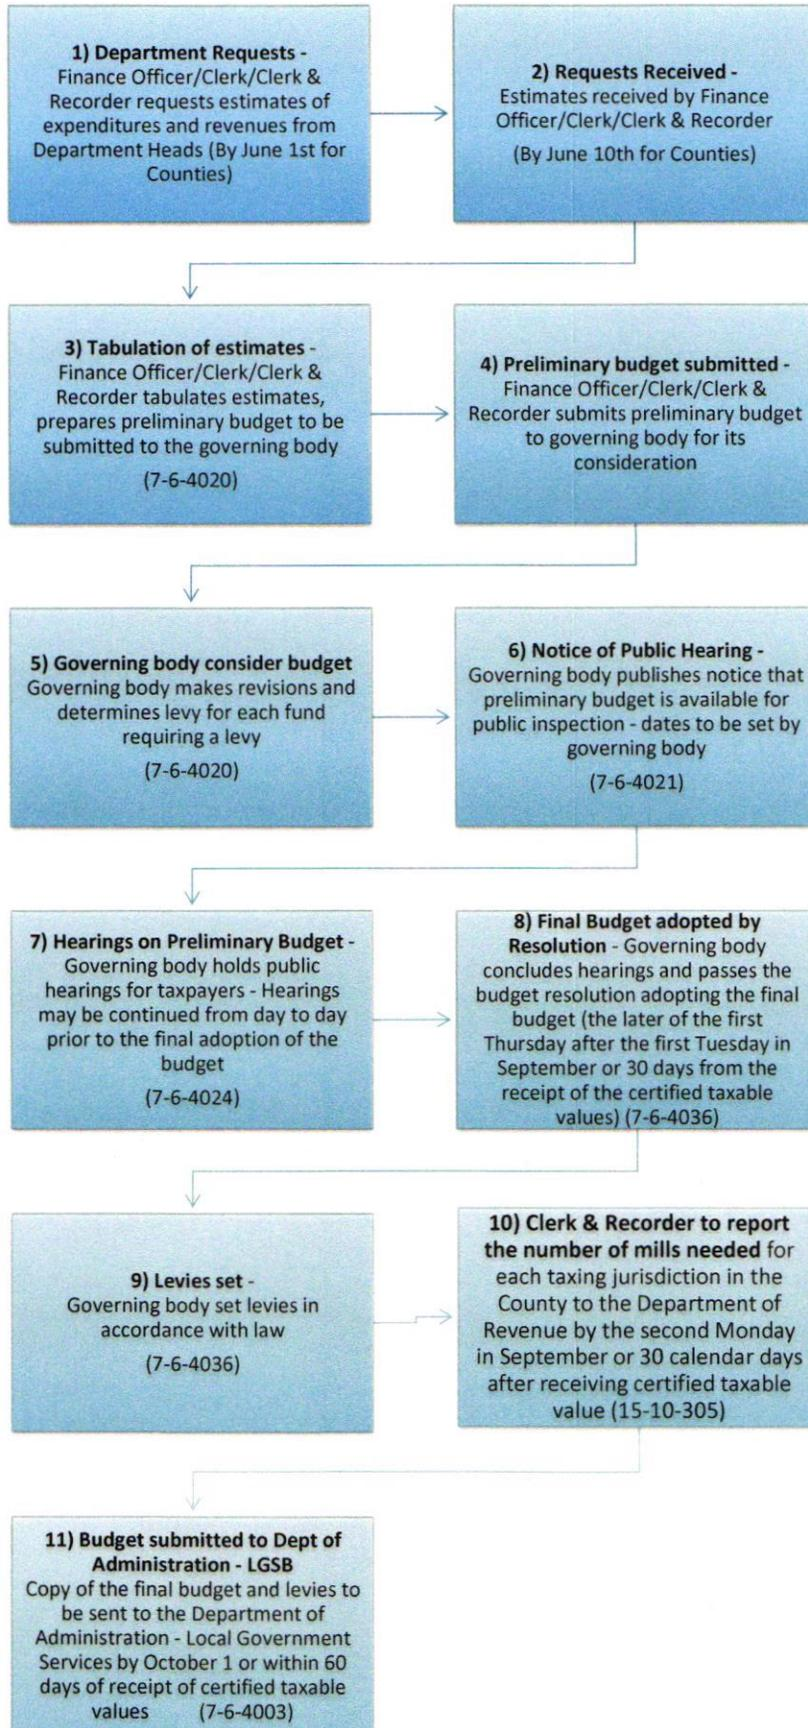 1) Department Requests -
Finance Officer/Clerk/Clerk &
Recorder requests estimates of
expenditures and revenues from
Department Heads (By June 1st for
Counties)
2) Requests Received -
Estimates received by Finance
Officer/Clerk/Clerk & Recorder
(By June 10th for Counties)
3) Tabulation of estimates -
Finance Officer/Clerk/Clerk &
Recorder tabulates estimates,
prepares preliminary budget to be
submitted to the governing body
(7-6-4020)
4) Preliminary budget submitted -
Finance Officer/Clerk/Clerk &
Recorder submits preliminary budget
to governing body for its
consideration
5) Governing body consider budget
Governing body makes revisions and
determines levy for each fund
requiring a levy
(7-6-4020)
6) Notice of Public Hearing -
Governing body publishes notice that
preliminary budget is available for
public inspection - dates to be set by
governing body
(7-6-4021)
7) Hearings on Preliminary Budget -
Governing body holds public
hearings for taxpayers - Hearings
may be continued from day to day
prior to the final adoption of the
budget
(7-6-4024)
8) Final Budget adopted by
Resolution - Governing body
concludes hearings and passes the
budget resolution adopting the final
budget (the later of the first
Thursday after the first Tuesday in
September or 30 days from the
receipt of the certified taxable
values) (7-6-4036)
9) Levies set -
Governing body set levies in
accordance with law
(7-6-4036)
10) Clerk & Recorder to report
the number of mills needed for
each taxing jurisdiction in the
County to the Department of
Revenue by the second Monday
in September or 30 calendar days
after receiving certified taxable
value (15-10-305)
11) Budget submitted to Dept of
Administration - LGSB
Copy of the final budget and levies to
be sent to the Department of
Administration - Local Government
Services by October 1 or within 60
days of receipt of certified taxable
values (7-6-4003)